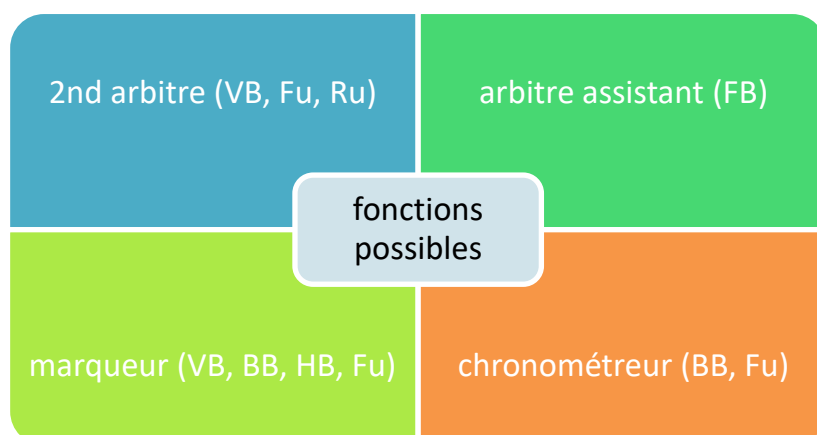 2nd arbitre (VB, Fu, Ru)
arbitre assistant (FB)
fonctions
possibles
marqueur (VB, BB, HB, Fu)
chronométreur (BB, Fu)